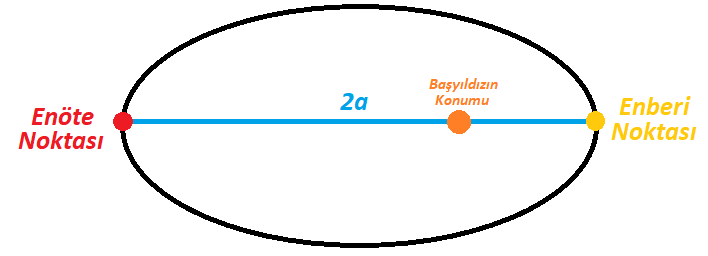 Enöte
Noktası
2a
Başyıldızın
Konumu
Enberi
Noktası